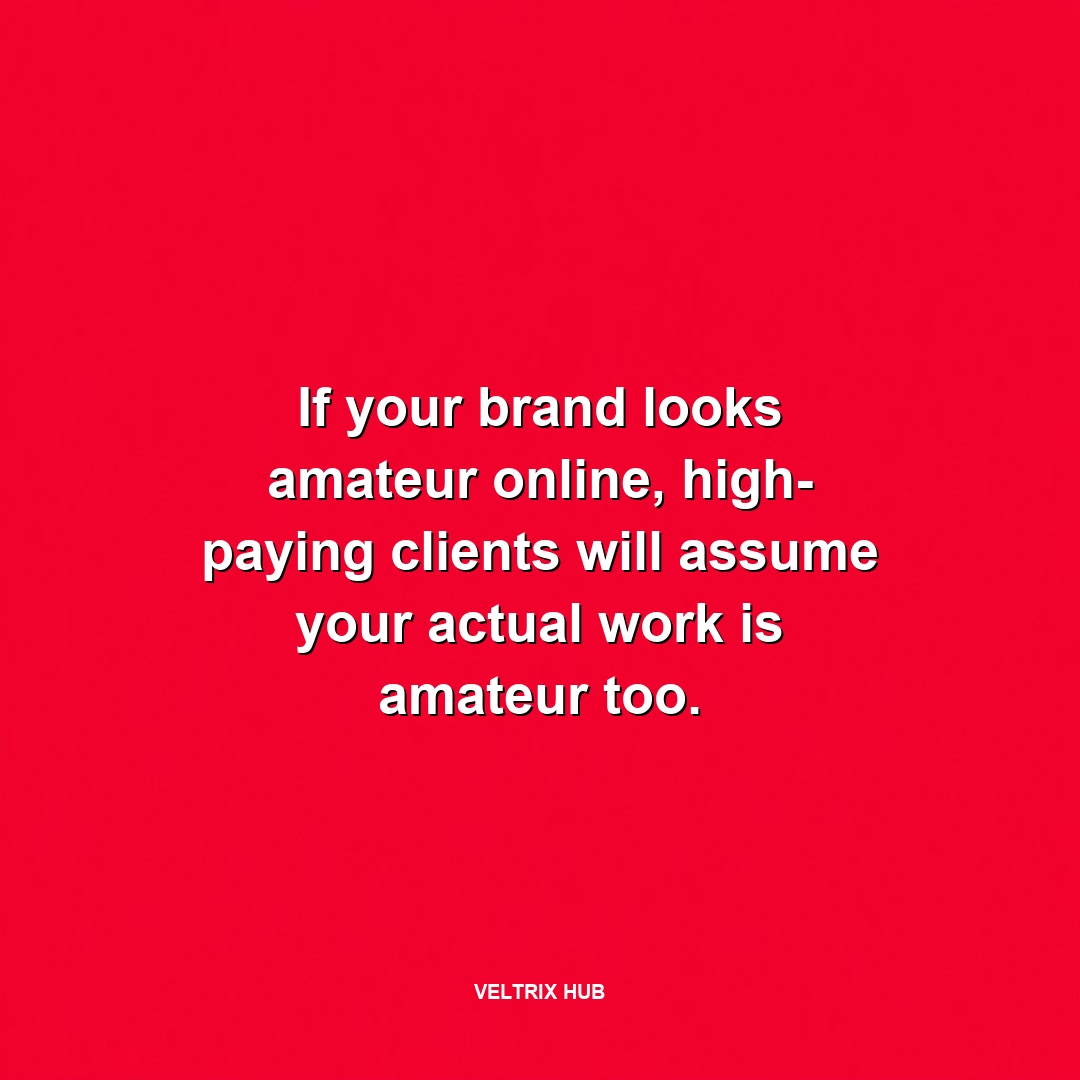 If your brand looks
amateur online, high-
paying clients will assume
your actual work is
amateur too.
VELTRIX HUB